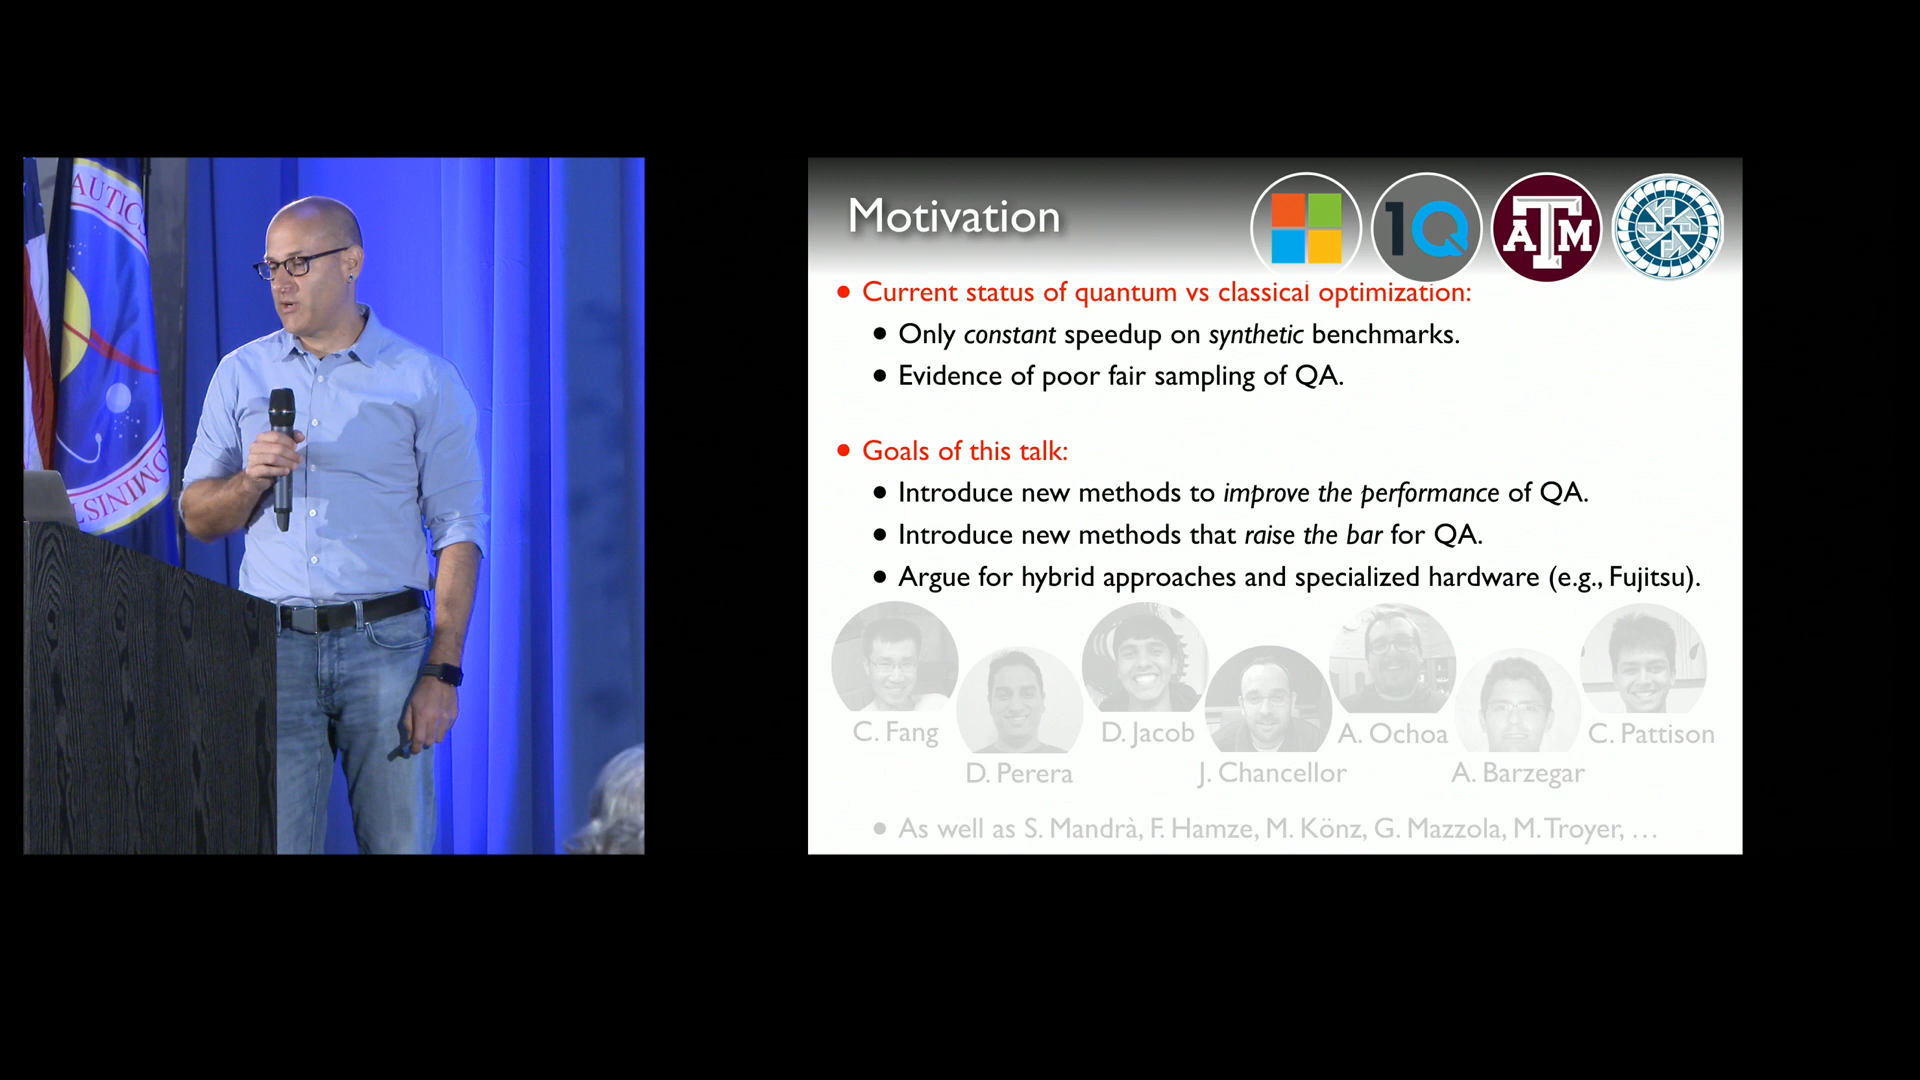 AUTIC
DMINIST
Motivation
1Q
ATM
Current status of quantum vs classical optimization:
Only constant speedup on synthetic benchmarks.
Evidence of poor fair sampling of QA.
Goals of this talk:
Introduce new methods to improve the performance of QA.
Introduce new methods that raise the bar for QA.
Argue for hybrid approaches and specialized hardware (e.g., Fujitsu).
C. Fang
D. Jacob
A. Ochoa
C. Pattison
D. Perera
J. Chancellor
A. Barzegar
As well as S. Mandrà, F. Hamze, M. Könz, G. Mazzola, M. Troyer, …